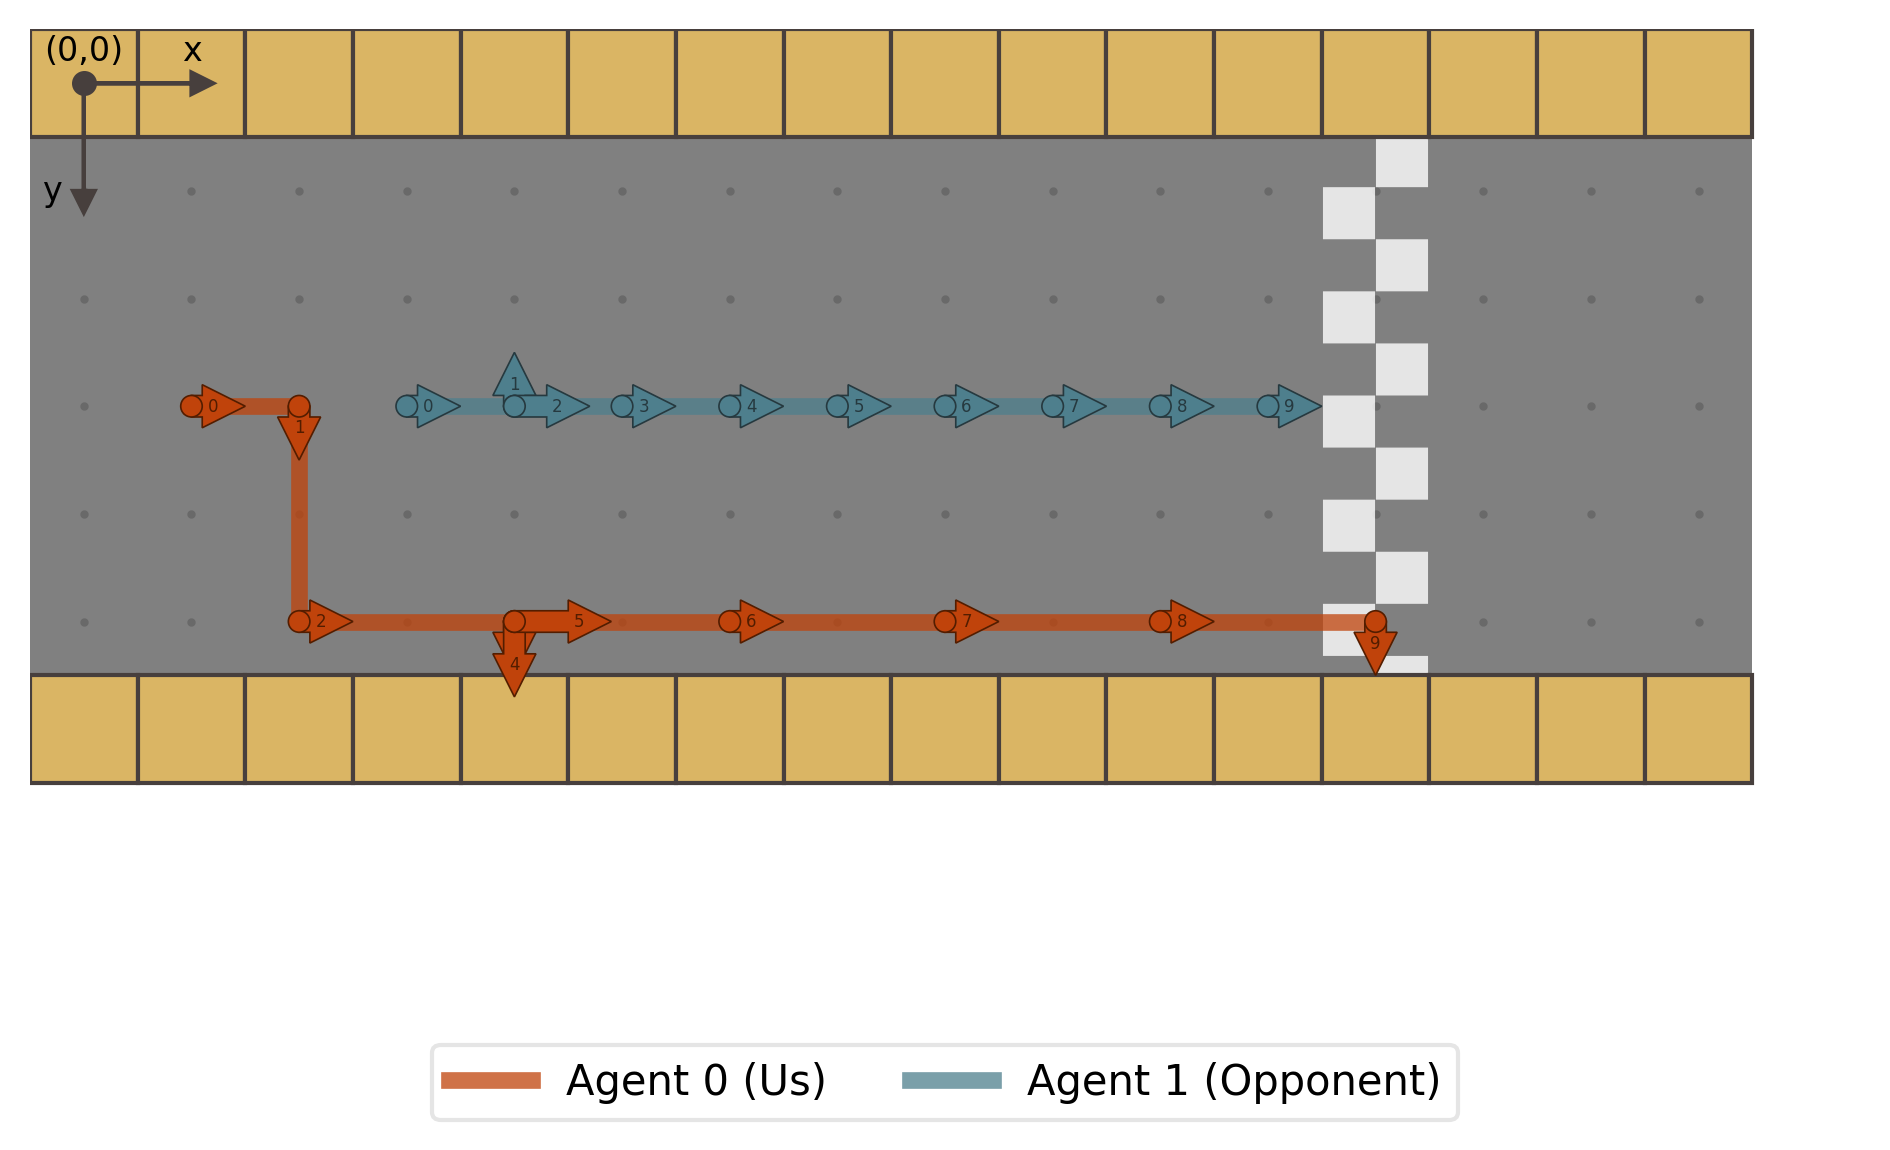 (0,0) x
y
1
0 1 0 2 3 4 5 6 7 8 9
2 5 6 7 8
4 9
Agent 0 (Us) Agent 1 (Opponent)